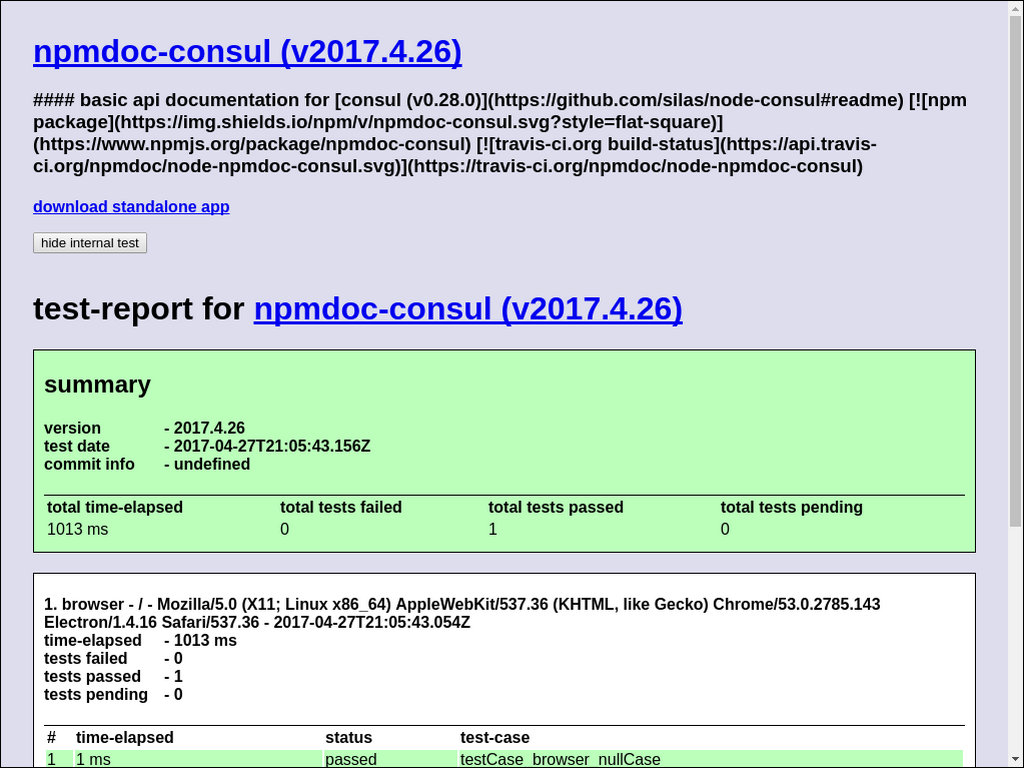 npmdoc-consul (v2017.4.26)
#### basic api documentation for [consul (v0.28.0)](https://github.com/silas/node-consul#readme) [![npm
package](https://img.shields.io/npm/v/npmdoc-consul.svg?style=flat-square)]
(https://www.npmjs.org/package/npmdoc-consul) [![travis-ci.org build-status](https://api.travis-
ci.org/npmdoc/node-npmdoc-consul.svg)](https://travis-ci.org/npmdoc/node-npmdoc-consul)
download standalone app
hide internal test
test-report for npmdoc-consul (v2017.4.26)
summary
version - 2017.4.26
test date - 2017-04-27T21:05:43.156Z
commit info - undefined
total time-elapsed total tests failed total tests passed total tests pending
1013 ms 0 1 0
1. browser - / - Mozilla/5.0 (X11; Linux x86_64) AppleWebKit/537.36 (KHTML, like Gecko) Chrome/53.0.2785.143
Electron/1.4.16 Safari/537.36 - 2017-04-27T21:05:43.054Z
time-elapsed - 1013 ms
tests failed - 0
tests passed - 1
tests pending - 0
# time-elapsed status test-case
1 1 ms passed testCase_browser_nullCase